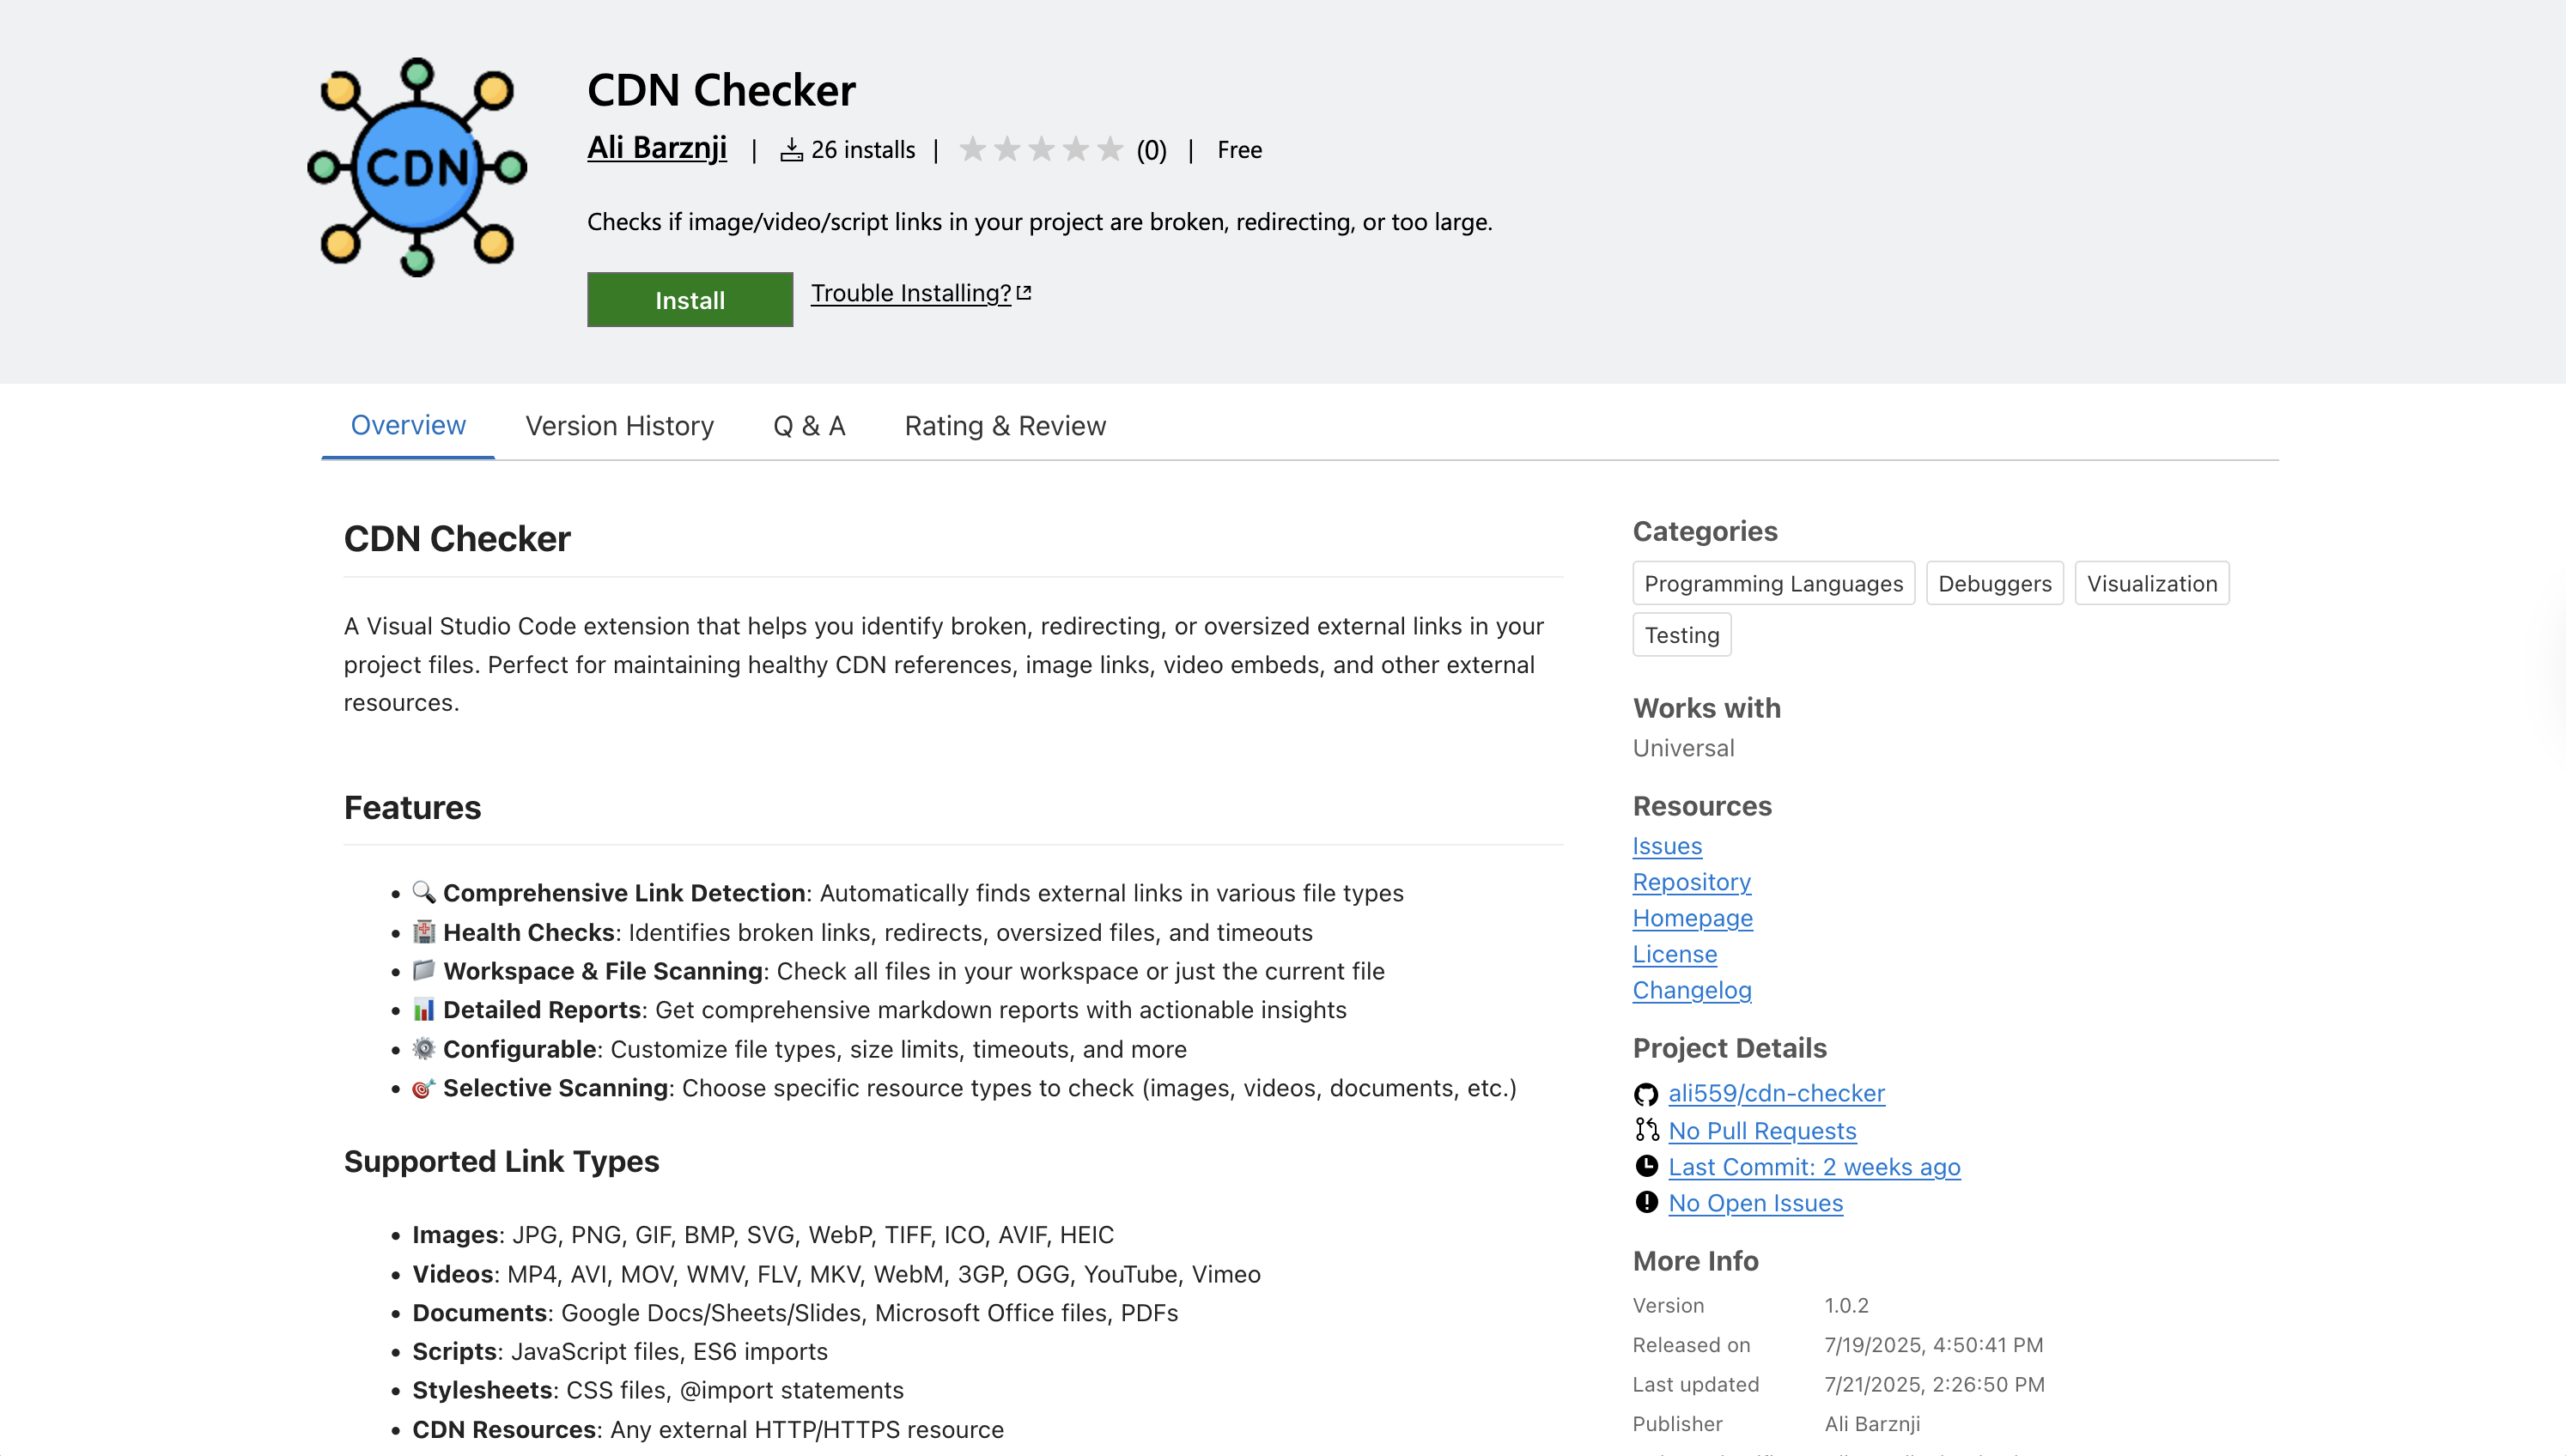 CDN
CDN Checker
Ali Barznji | 26 installs | (0) | Free
Checks if image/video/script links in your project are broken, redirecting, or too large.
Install
Trouble Installing?
Overview
Version History
Q & A
Rating & Review
CDN Checker
A Visual Studio Code extension that helps you identify broken, redirecting, or oversized external links in your
project files. Perfect for maintaining healthy CDN references, image links, video embeds, and other external
resources.
Features
• 🔍 Comprehensive Link Detection: Automatically finds external links in various file types
• 🏥 Health Checks: Identifies broken links, redirects, oversized files, and timeouts
• 📁 Workspace & File Scanning: Check all files in your workspace or just the current file
• 📊 Detailed Reports: Get comprehensive markdown reports with actionable insights
• ⚙️ Configurable: Customize file types, size limits, timeouts, and more
• 🎯 Selective Scanning: Choose specific resource types to check (images, videos, documents, etc.)
Supported Link Types
• Images: JPG, PNG, GIF, BMP, SVG, WebP, TIFF, ICO, AVIF, HEIC
• Videos: MP4, AVI, MOV, WMV, FLV, MKV, WebM, 3GP, OGG, YouTube, Vimeo
• Documents: Google Docs/Sheets/Slides, Microsoft Office files, PDFs
• Scripts: JavaScript files, ES6 imports
• Stylesheets: CSS files, @import statements
• CDN Resources: Any external HTTP/HTTPS resource
Categories
Programming Languages
Debuggers
Visualization
Testing
Works with
Universal
Resources
Issues
Repository
Homepage
License
Changelog
Project Details
ali559/cdn-checker
No Pull Requests
Last Commit: 2 weeks ago
No Open Issues
More Info
Version 1.0.2
Released on 7/19/2025, 4:50:41 PM
Last updated 7/21/2025, 2:26:50 PM
Publisher Ali Barznji